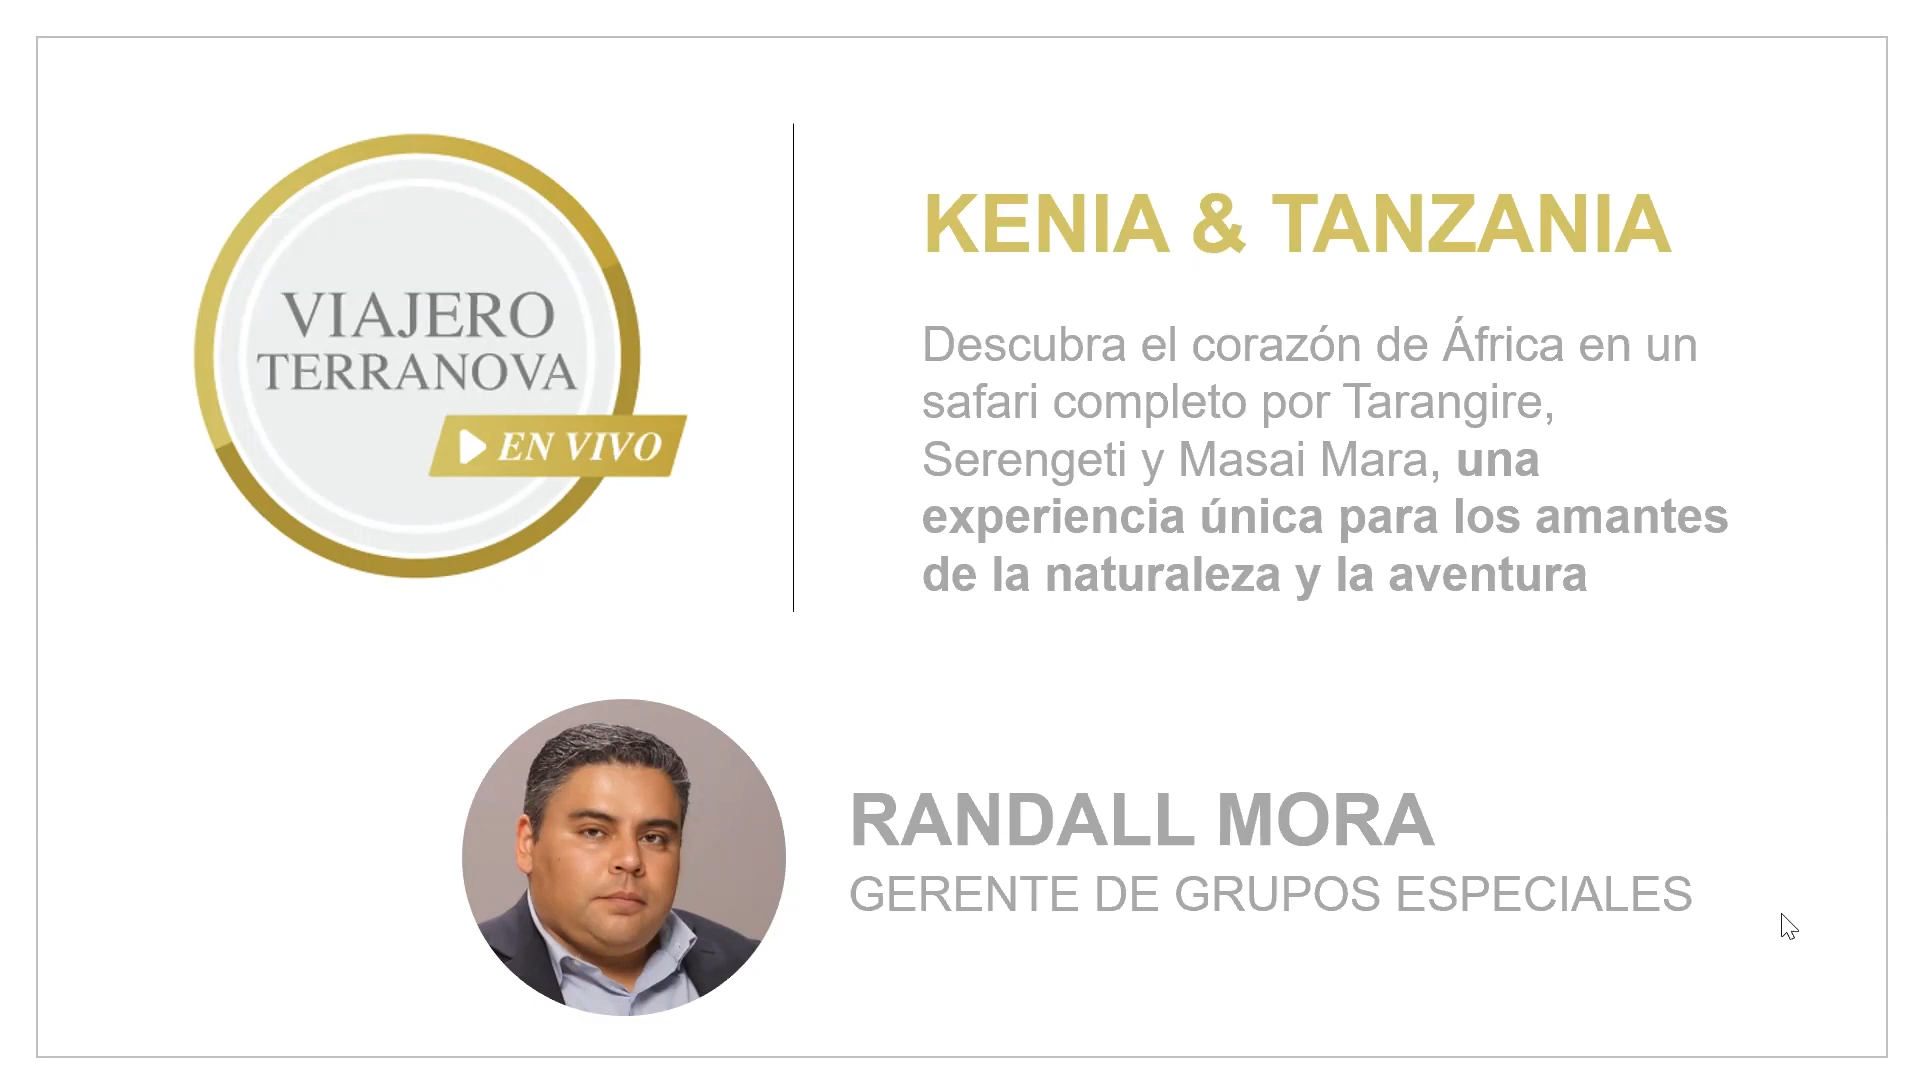 VIAJERO
TERRANOVA
EN VIVO
KENIA & TANZANIA
Descubra el corazón de África en un
safari completo por Tarangire,
Serengeti y Masai Mara, una
experiencia única para los amantes
de la naturaleza y la aventura
RANDALL MORA
GERENTE DE GRUPOS ESPECIALES